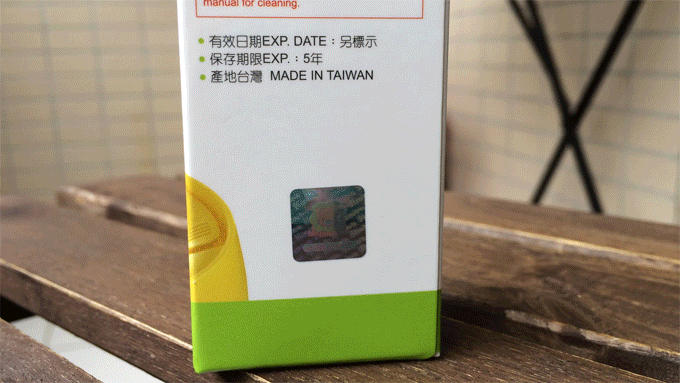 manual for cleaning.
有效日期EXP. DATE：另標示
保存期限EXP.：5年
產地台灣 MADE IN TAIWAN